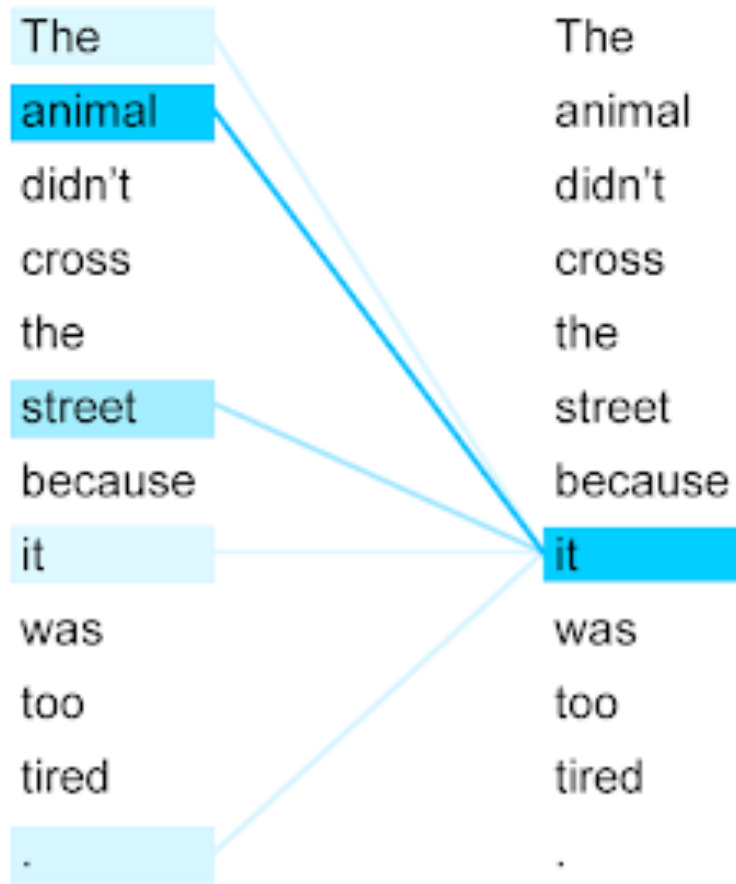 The The
animal animal
didn't didn't
cross cross
the the
street street
because because
it it
was was
too too
tired tired
. .